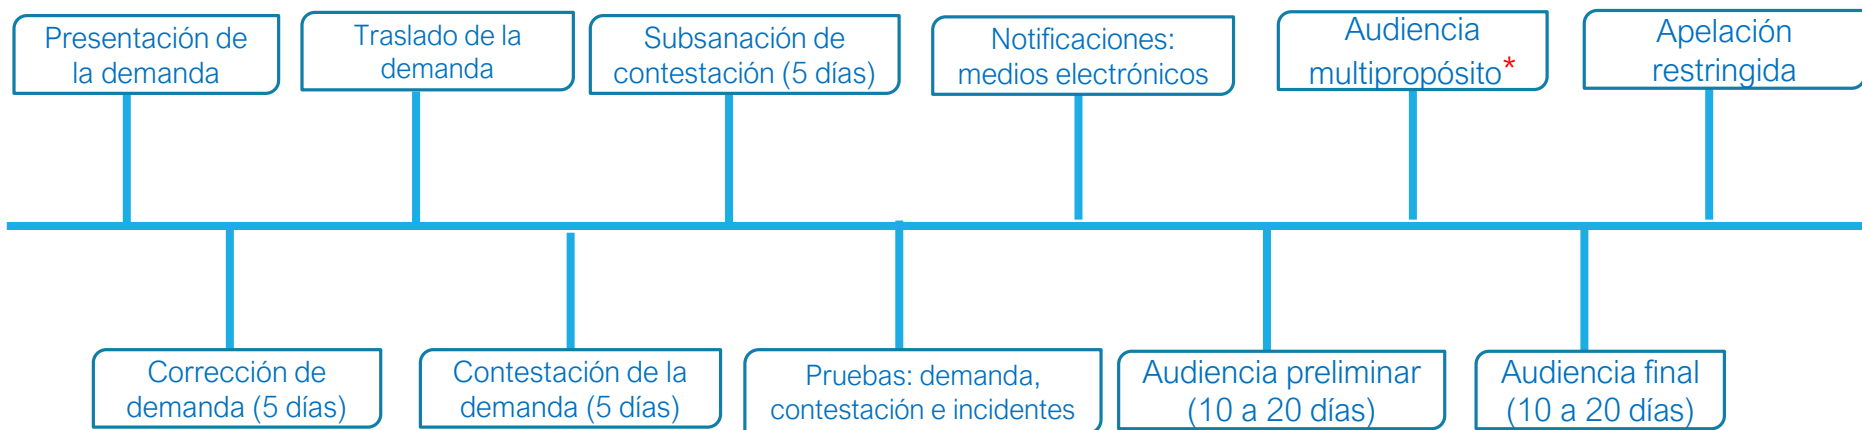 Presentación de
la demanda
Traslado de la
demanda
Subsanación de
contestación (5 días)
Notificaciones:
medios electrónicos
Audiencia
multipropósito*
Apelación
restringida
Corrección de
demanda (5 días)
Contestación de la
demanda (5 días)
Pruebas: demanda,
contestación e incidentes
Audiencia preliminar
(10 a 20 días)
Audiencia final
(10 a 20 días)